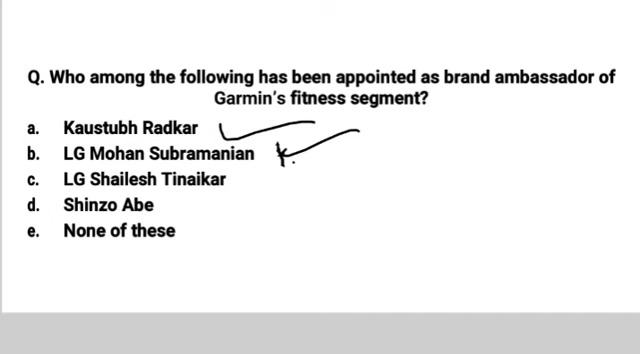 Q. Who among the following has been appointed as brand ambassador of
Garmin's fitness segment?
a. Kaustubh Radkar
b. LG Mohan Subramanian
c. LG Shailesh Tinaikar
d. Shinzo Abe
e. None of these